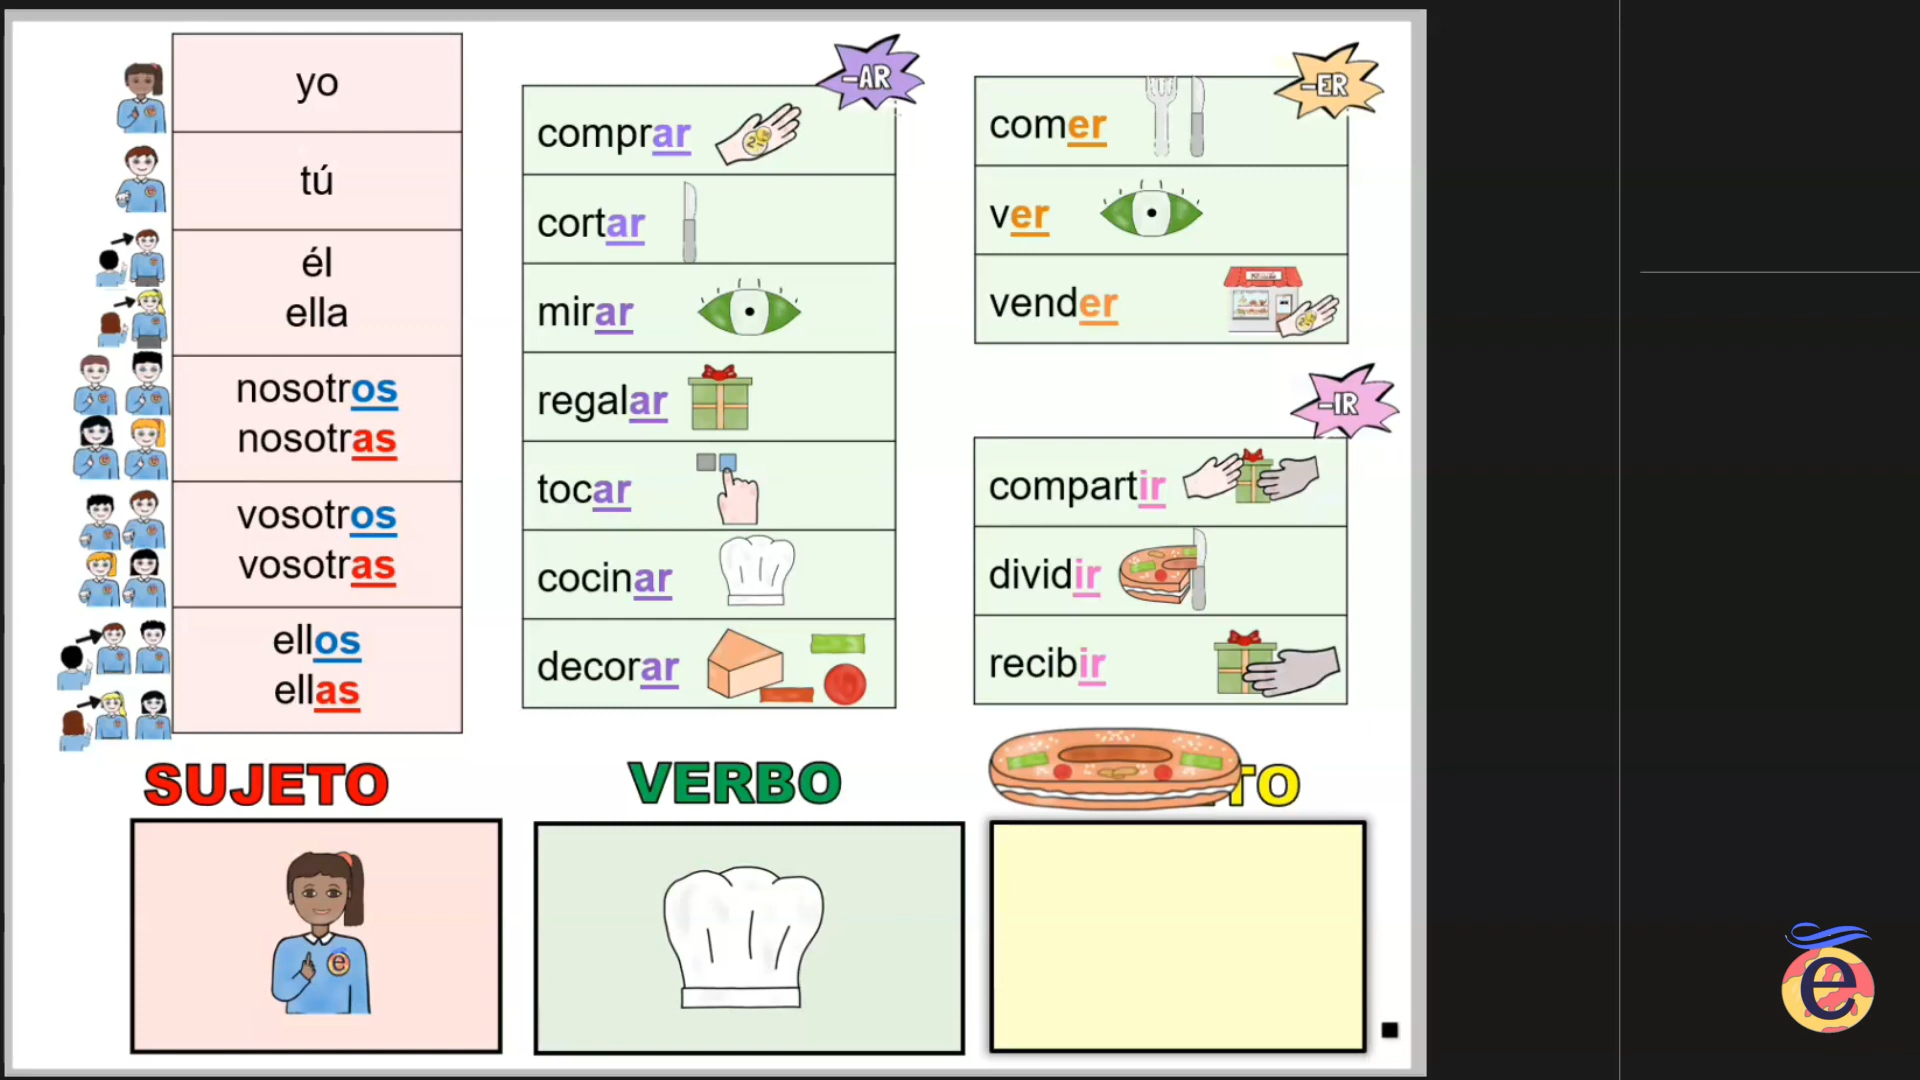 yo
tú
él
ella
nosotros
nosotras
vosotros
vosotras
ellos
ellas
-AR
comprar
cortar
mirar
regalar
tocar
cocinar
decorar
-ER
comer
ver
vender
-IR
compartir
dividir
recibir
SUJETO
VERBO
TO
e
e